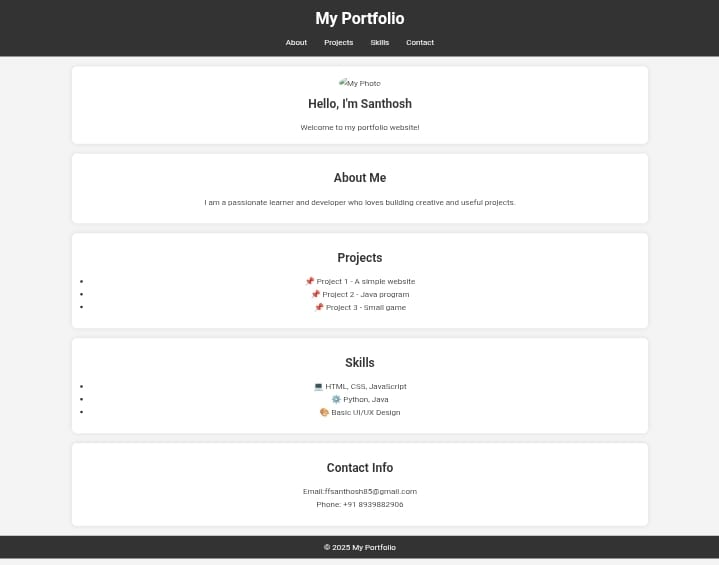 My Portfolio
About Projects Skills Contact
My Photo
Hello, I'm Santhosh
Welcome to my portfolio website!
About Me
I am a passionate learner and developer who loves building creative and useful projects.
Projects
• 📌 Project 1 - A simple website
• 📌 Project 2 - Java program
• 📌 Project 3 - Small game
Skills
• 💻 HTML, CSS, JavaScript
• ⚙️ Python, Java
• 🎨 Basic UI/UX Design
Contact Info
Email:ffsanthosh85@gmail.com
Phone: +91 8939882906
© 2025 My Portfolio